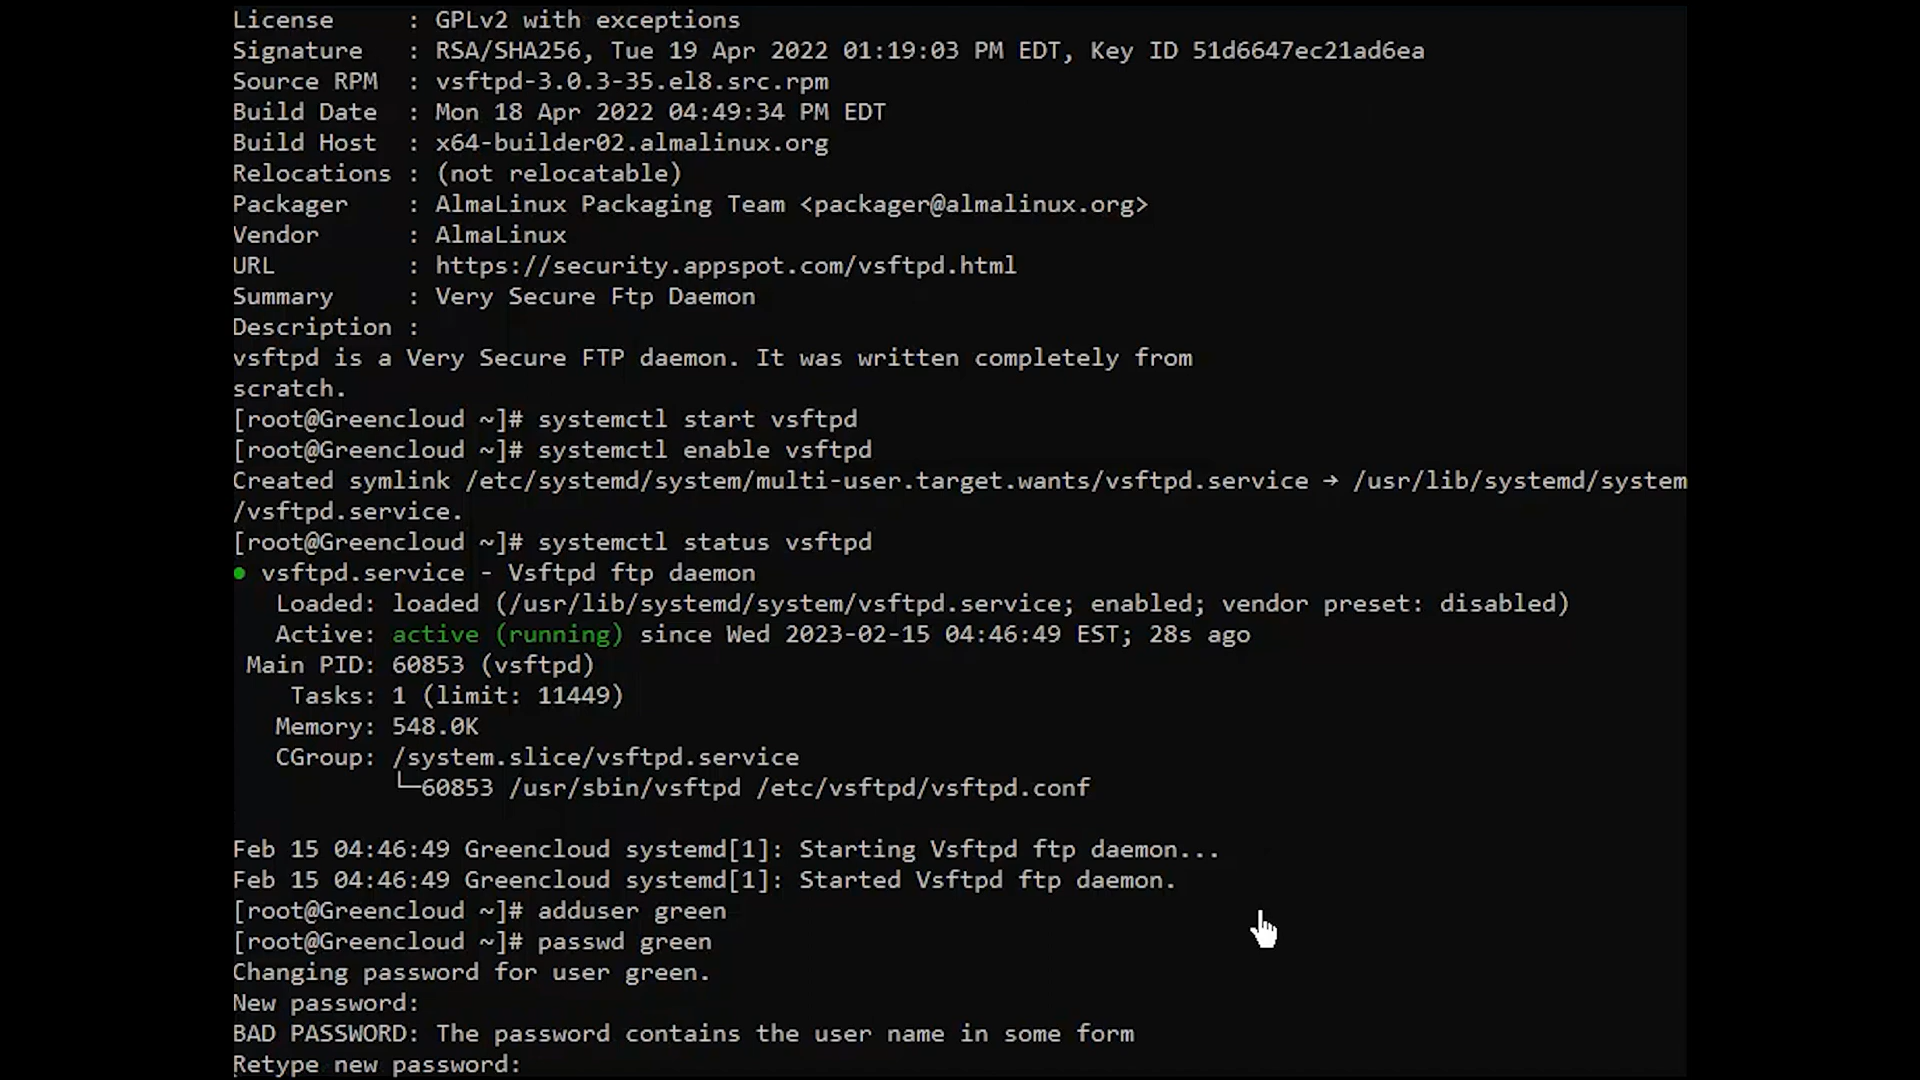 License     : GPLv2 with exceptions
Signature   : RSA/SHA256, Tue 19 Apr 2022 01:19:03 PM EDT, Key ID 51d6647ec21ad6ea
Source RPM  : vsftpd-3.0.3-35.el8.src.rpm
Build Date  : Mon 18 Apr 2022 04:49:34 PM EDT
Build Host  : x64-builder02.almalinux.org
Relocations : (not relocatable)
Packager    : AlmaLinux Packaging Team <packager@almalinux.org>
Vendor      : AlmaLinux
URL         : https://security.appspot.com/vsftpd.html
Summary     : Very Secure Ftp Daemon
Description :
vsftpd is a Very Secure FTP daemon. It was written completely from
scratch.
[root@Greencloud ~]# systemctl start vsftpd
[root@Greencloud ~]# systemctl enable vsftpd
Created symlink /etc/systemd/system/multi-user.target.wants/vsftpd.service → /usr/lib/systemd/system
/vsftpd.service.
[root@Greencloud ~]# systemctl status vsftpd
● vsftpd.service - Vsftpd ftp daemon
   Loaded: loaded (/usr/lib/systemd/system/vsftpd.service; enabled; vendor preset: disabled)
   Active: active (running) since Wed 2023-02-15 04:46:49 EST; 28s ago
 Main PID: 60853 (vsftpd)
    Tasks: 1 (limit: 11449)
   Memory: 548.0K
   CGroup: /system.slice/vsftpd.service
           └─60853 /usr/sbin/vsftpd /etc/vsftpd/vsftpd.conf

Feb 15 04:46:49 Greencloud systemd[1]: Starting Vsftpd ftp daemon...
Feb 15 04:46:49 Greencloud systemd[1]: Started Vsftpd ftp daemon.
[root@Greencloud ~]# adduser green
[root@Greencloud ~]# passwd green
Changing password for user green.
New password:
BAD PASSWORD: The password contains the user name in some form
Retype new password: